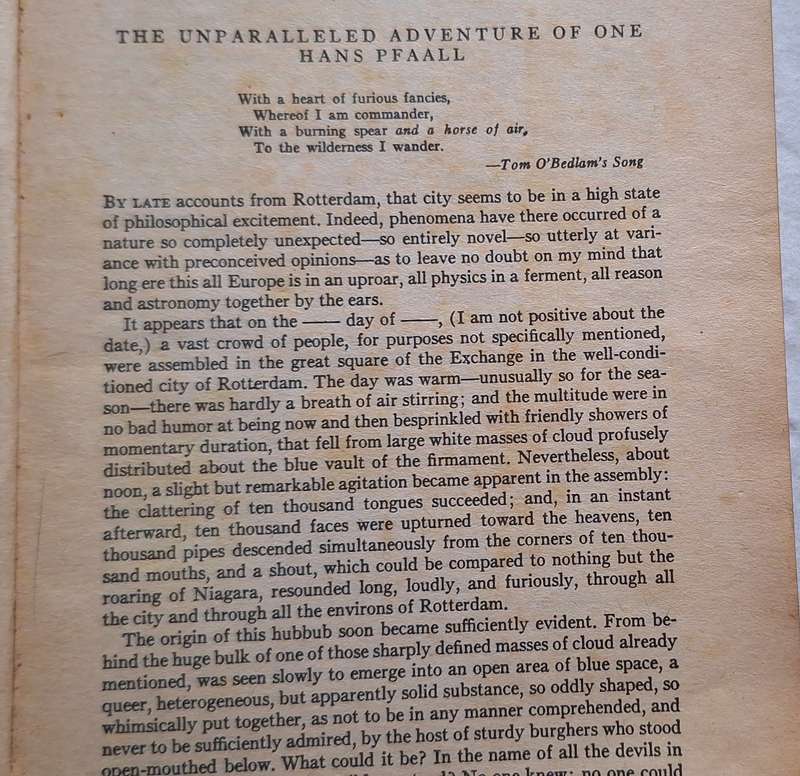 THE UNPARALLELED ADVENTURE OF ONE
HANS PFAALL
With a heart of furious fancies,
Whereof I am commander,
With a burning spear and a horse of air,
To the wilderness I wander.
—Tom O'Bedlam's Song
BY LATE accounts from Rotterdam, that city seems to be in a high state
of philosophical excitement. Indeed, phenomena have there occurred of a
nature so completely unexpected—so entirely novel—so utterly at vari-
ance with preconceived opinions—as to leave no doubt on my mind that
long ere this all Europe is in an uproar, all physics in a ferment, all reason
and astronomy together by the ears.
It appears that on the —— day of ——, (I am not positive about the
date,) a vast crowd of people, for purposes not specifically mentioned,
were assembled in the great square of the Exchange in the well-condi-
tioned city of Rotterdam. The day was warm—unusually so for the sea-
son—there was hardly a breath of air stirring; and the multitude were in
no bad humor at being now and then besprinkled with friendly showers of
momentary duration, that fell from large white masses of cloud profusely
distributed about the blue vault of the firmament. Nevertheless, about
noon, a slight but remarkable agitation became apparent in the assembly:
the clattering of ten thousand tongues succeeded; and, in an instant
afterward, ten thousand faces were upturned toward the heavens, ten
thousand pipes descended simultaneously from the corners of ten thou-
sand mouths, and a shout, which could be compared to nothing but the
roaring of Niagara, resounded long, loudly, and furiously, through all
the city and through all the environs of Rotterdam.
The origin of this hubbub soon became sufficiently evident. From be-
hind the huge bulk of one of those sharply defined masses of cloud already
mentioned, was seen slowly to emerge into an open area of blue space, a
queer, heterogeneous, but apparently solid substance, so oddly shaped, so
whimsically put together, as not to be in any manner comprehended, and
never to be sufficiently admired, by the host of sturdy burghers who stood
open-mouthed below. What could it be? In the name of all the devils in
No one knew; no one could